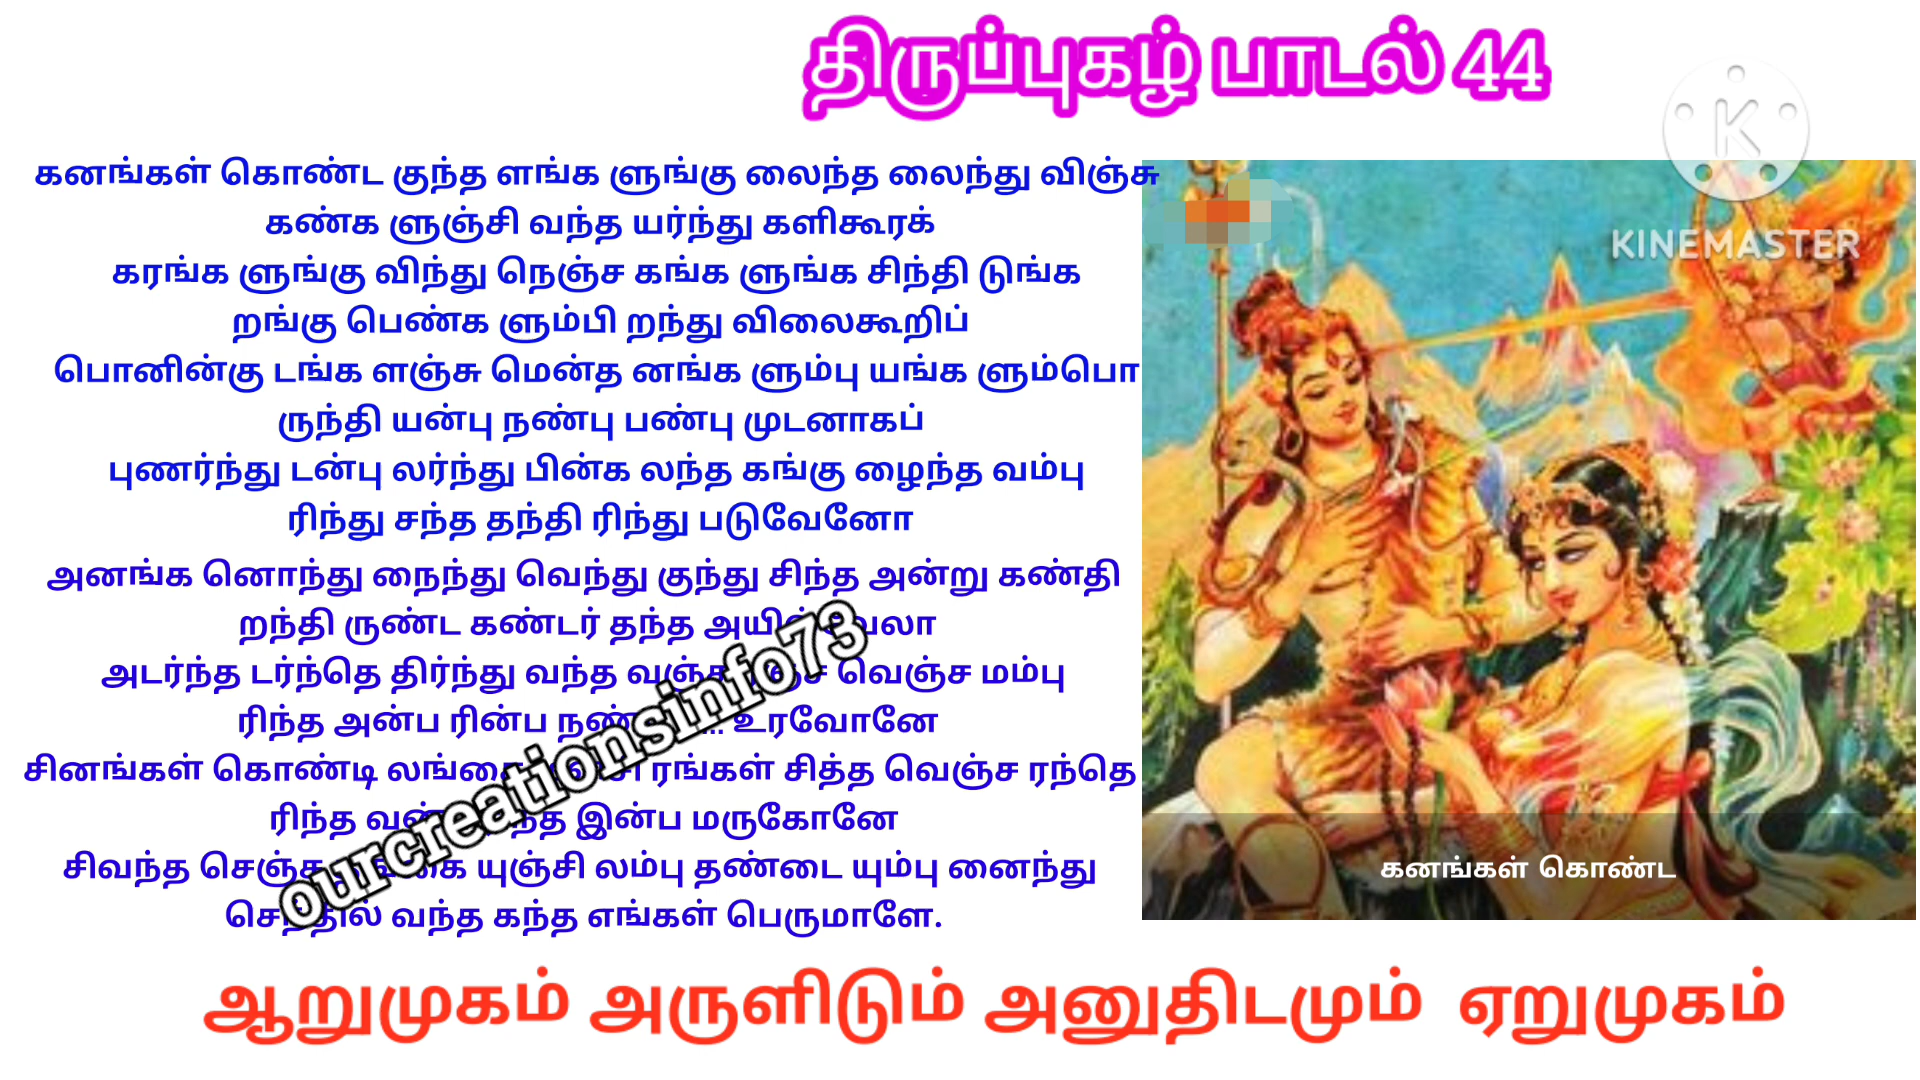 திருப்புகழ் பாடல் 44
கனங்கள் கொண்ட குந்த ளங்க ளுங்கு லைந்த லைந்து விஞ்சு
கண்க ளுஞ்சி வந்த யர்ந்து களிகூரக்
கரங்க ளுங்கு விந்து நெஞ்ச கங்க ளுங்க சிந்தி டுங்க
றங்கு பெண்க ளும்பி றந்து விலைகூறிப்
பொனின்கு டங்க ளஞ்சு மென்த னங்க ளும்பு யங்க ளும்பொ
ருந்தி யன்பு நண்பு பண்பு முடனாகப்
புணர்ந்து டன்பு லர்ந்து பின்க லந்த கங்கு ழைந்த வம்பு
ரிந்து சந்த தந்தி ரிந்து படுவேனோ
அனங்க னொந்து நைந்து வெந்து குந்து சிந்த அன்று கண்தி
றந்தி ருண்ட கண்டர் தந்த
அடர்ந்த டர்ந்தெ திர்ந்து வந்த வெஞ்ச மம்பு
ரிந்த அன்ப ரின்ப உரவோனே
சினங்கள் கொண்டி ரங்கள் சித்த வெஞ்ச ரந்தெ
ரிந்த இன்ப மருகோனே
சிவந்த யுஞ்சி லம்பு தண்டை யும்பு னைந்து
வந்த கந்த எங்கள் பெருமாளே.
ourcreationsinfo73
K
KINEMASTER
கனங்கள் கொண்ட
ஆறுமுகம் அருளிடும் அனுதிடமும் ஏறுமுகம்